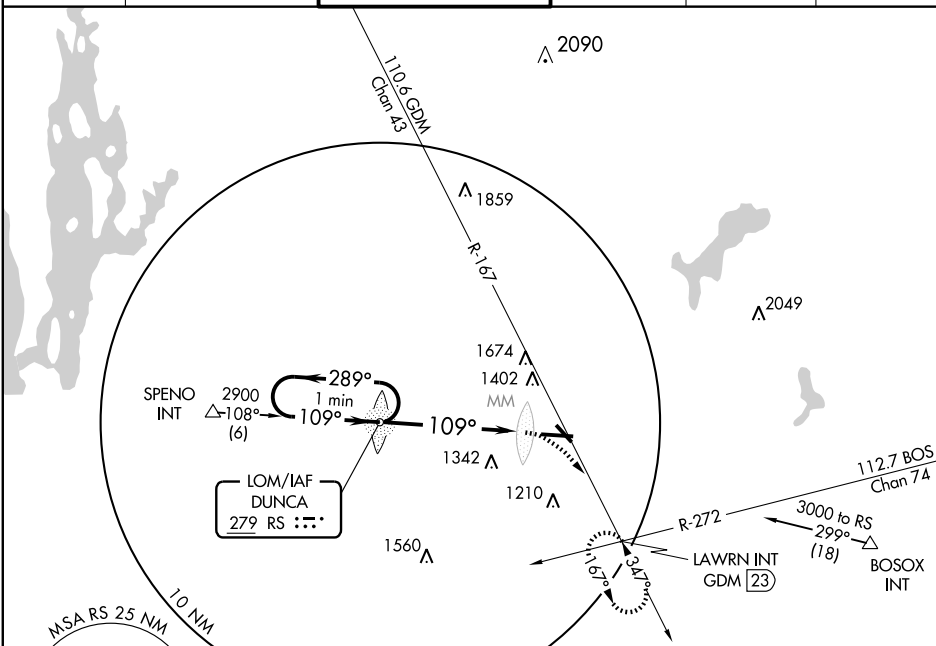 2090
110.6 GDM
Chan 43
1859
R-167
2049
1674
1402
MM
SPENO
INT
2900
108°
(6)
289°
1 min
109°
109°
1342
1210
LOM/IAF
DUNCA
279 RS
1560
112.7 BOS
Chan 74
R-272
3000 to RS
299°
(18)
BOSOX
INT
LAWRN INT
GDM 23
167°
347°
10 NM
MSA RS 25 NM